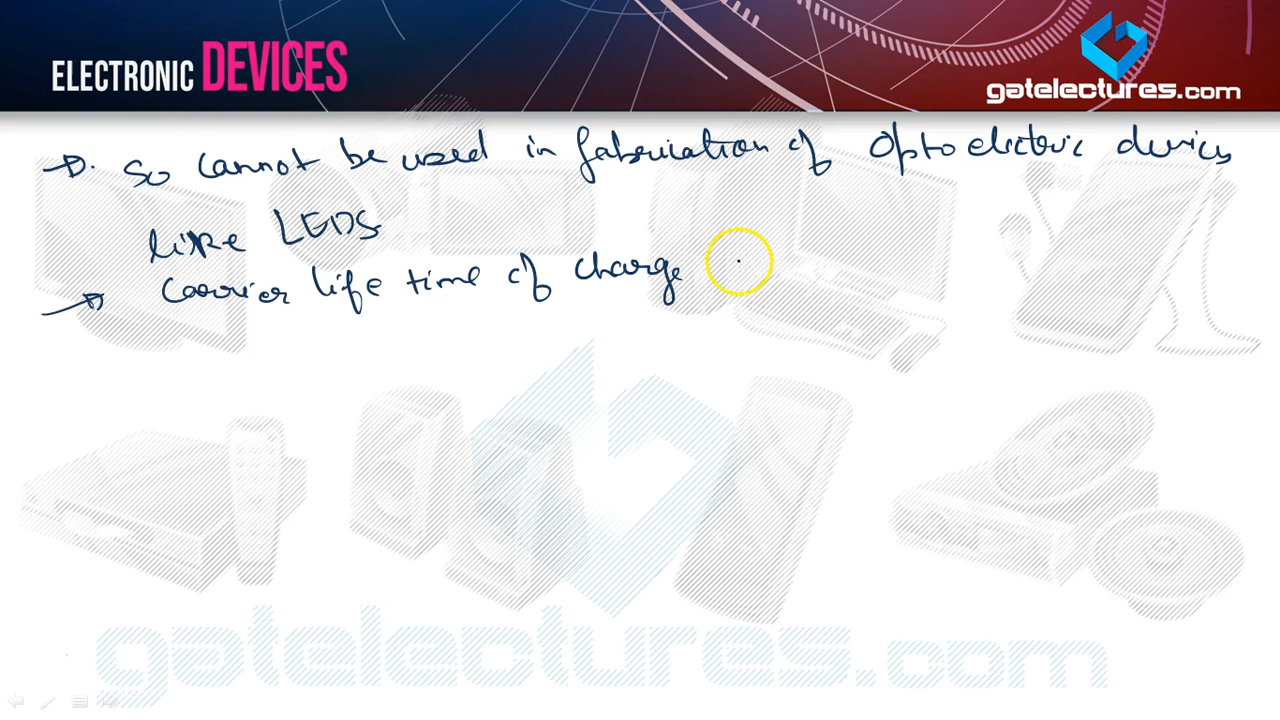 ELECTRONIC DEVICES
gatelectures.com
→ So cannot be used in fabrication of Optoelectric devices
like LEDS
→ Carrier life time of charge
gatelectures.com